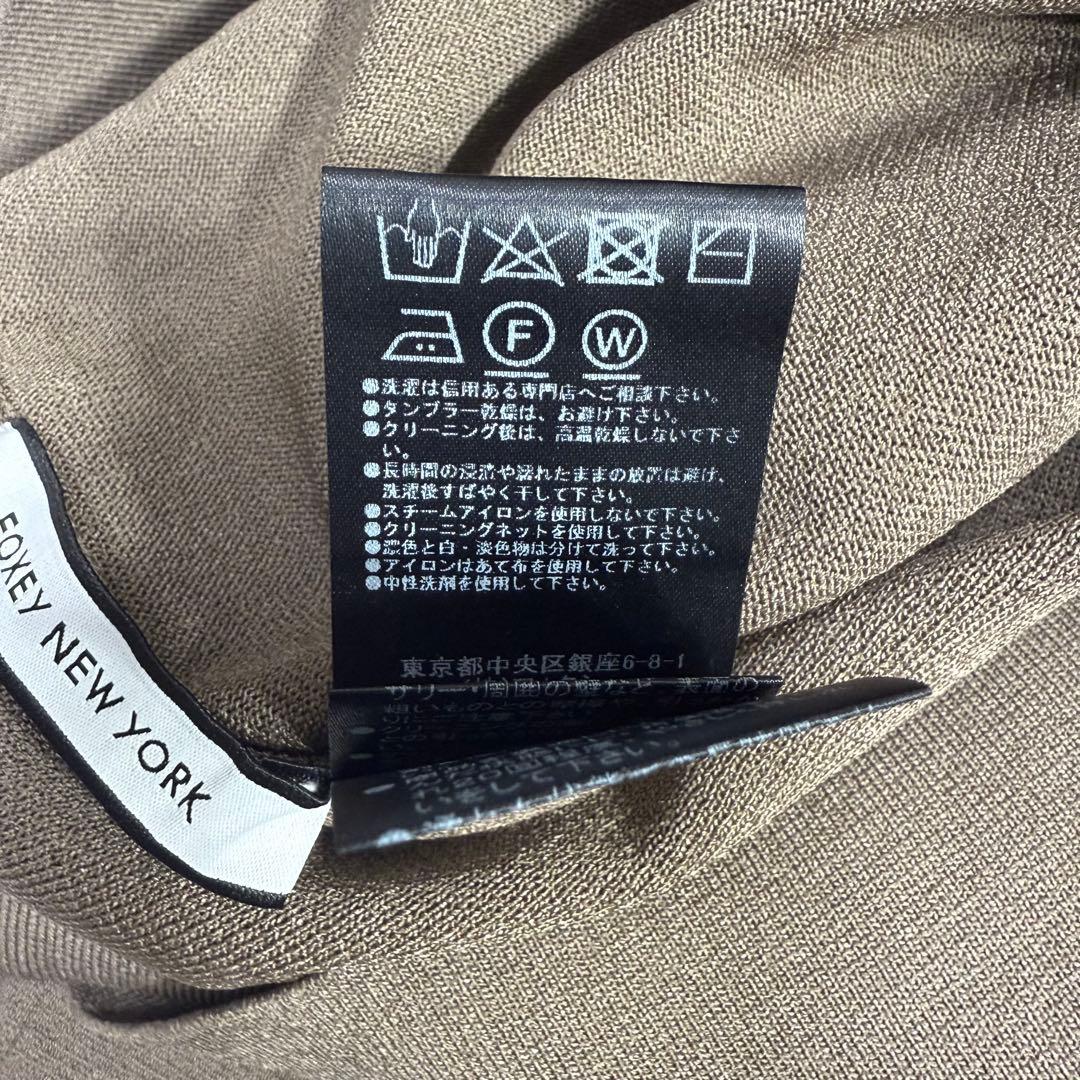 F W
●洗濯は信用ある専門店へご相談下さい。
●タンブラー乾燥は、お避け下さい。
●クリーニング後は、高温乾燥しないで下さ
い。
●長時間の浸漬や濡れたままの放置は避け、
洗濯後すばやく干して下さい。
●スチームアイロンを使用しないで下さい。
●クリーニングネットを使用して下さい。
●濃色と白・淡色物は分けて洗って下さい。
●アイロンはあて布を使用して下さい。
●中性洗剤を使用して下さい。
東京都中央区銀座6-8-1
FOXEY NEW YORK